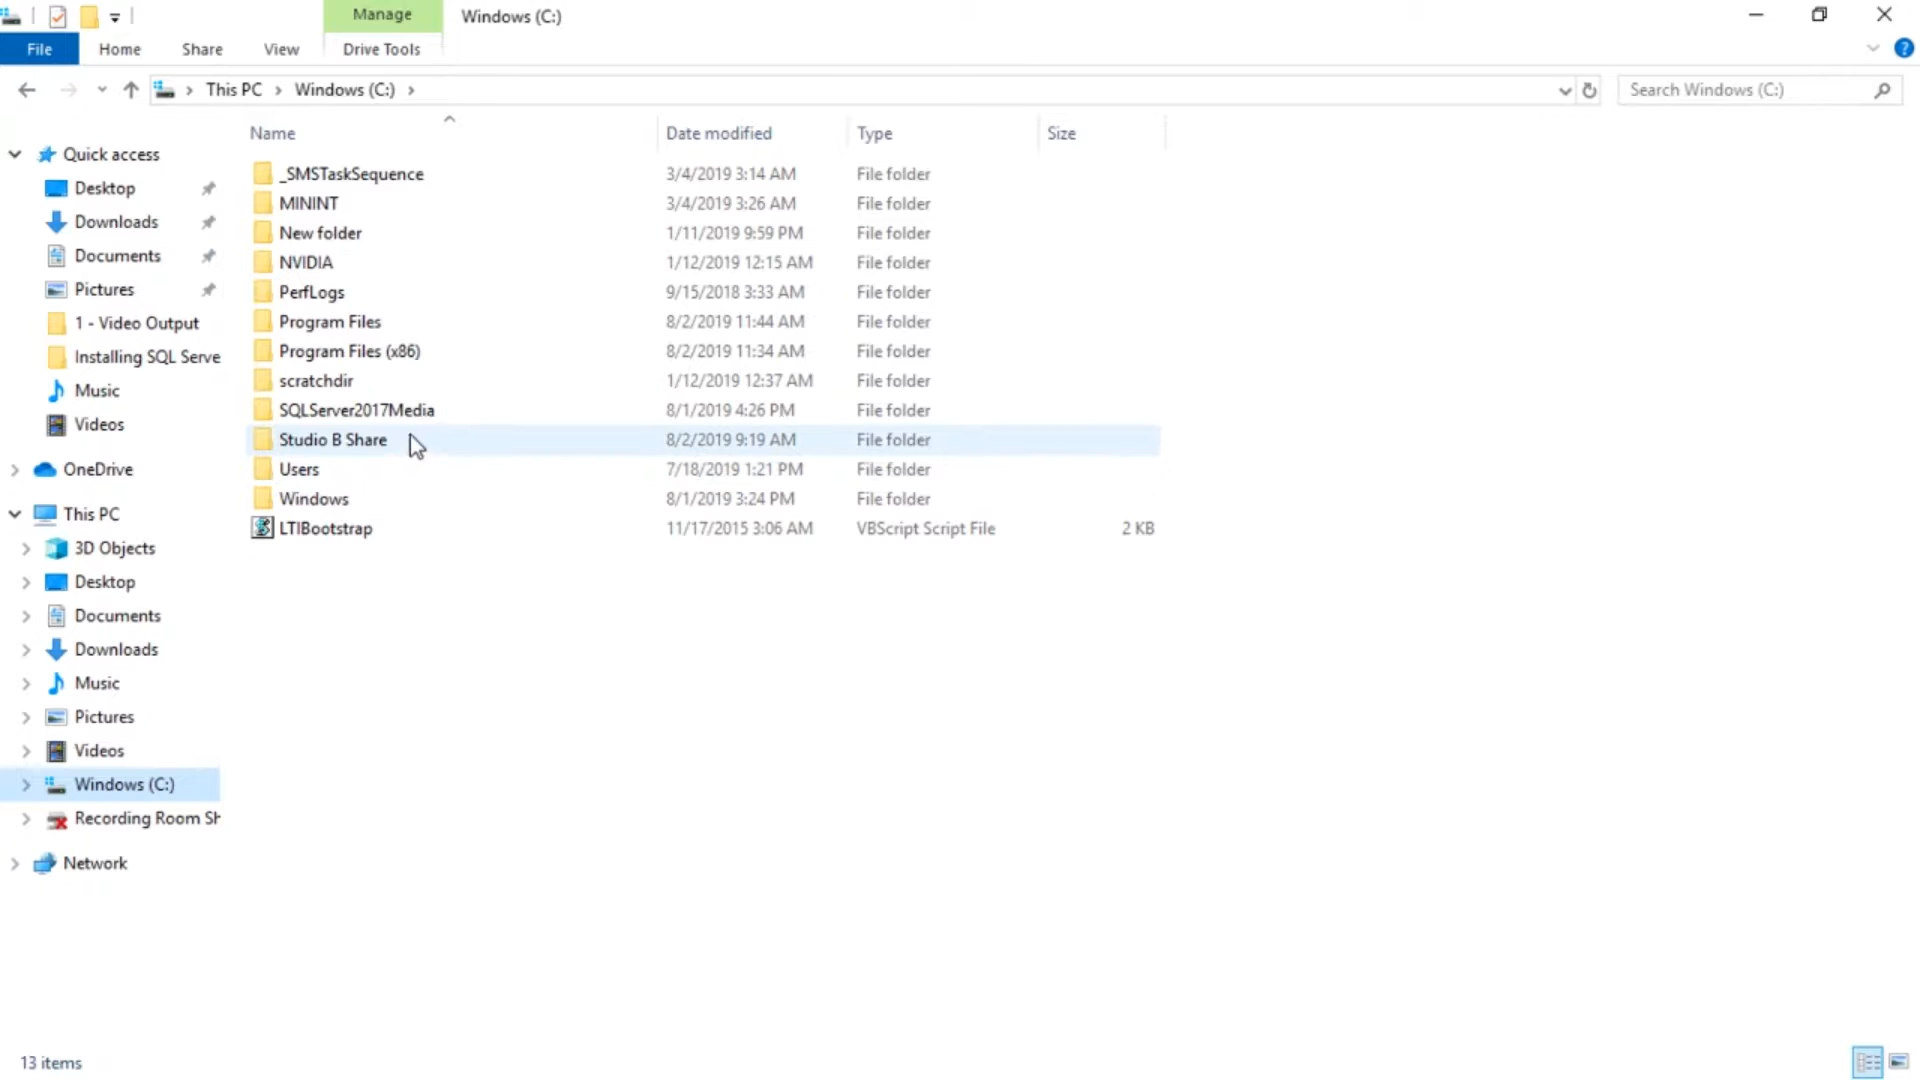 Manage
Windows (C:)
File
Home
Share
View
Drive Tools
This PC
Windows (C:)
Search Windows (C:)
Name
Date modified
Type
Size
Quick access
Desktop
Downloads
Documents
Pictures
1 - Video Output
Installing SQL Serve
Music
Videos
OneDrive
This PC
3D Objects
Desktop
Documents
Downloads
Music
Pictures
Videos
Windows (C:)
Recording Room Sh
Network
_SMSTaskSequence 3/4/2019 3:14 AM File folder
MININT 3/4/2019 3:26 AM File folder
New folder 1/11/2019 9:59 PM File folder
NVIDIA 1/12/2019 12:15 AM File folder
PerfLogs 9/15/2018 3:33 AM File folder
Program Files 8/2/2019 11:44 AM File folder
Program Files (x86) 8/2/2019 11:34 AM File folder
scratchdir 1/12/2019 12:37 AM File folder
SQLServer2017Media 8/1/2019 4:26 PM File folder
Studio B Share 8/2/2019 9:19 AM File folder
Users 7/18/2019 1:21 PM File folder
Windows 8/1/2019 3:24 PM File folder
LTIBootstrap 11/17/2015 3:06 AM VBScript Script File 2 KB
13 items